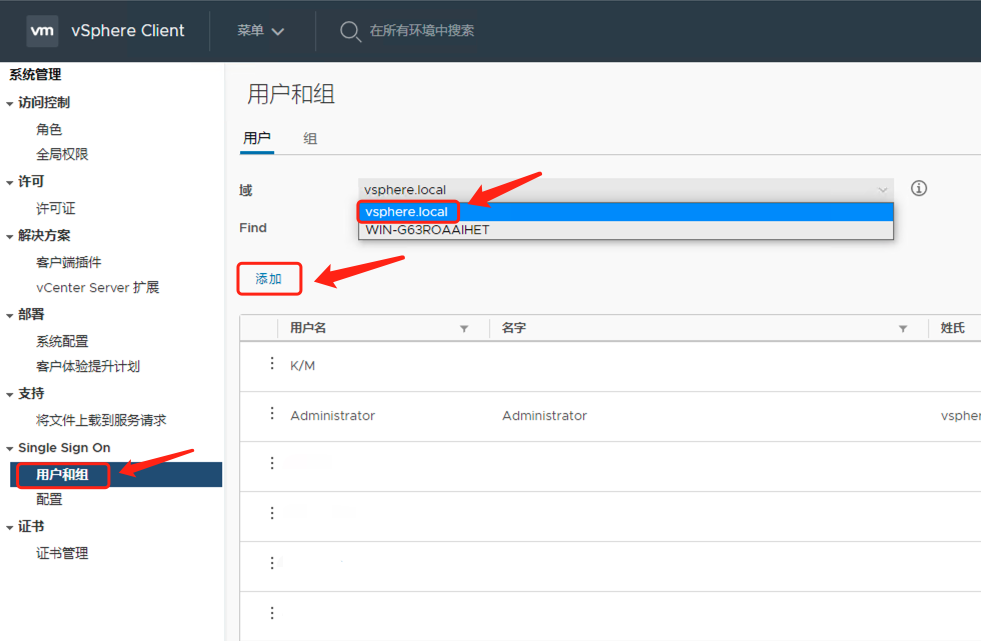 vm vSphere Client 菜单 在所有环境中搜索
系统管理
访问控制
角色
全局权限
许可
许可证
解决方案
客户端插件
vCenter Server 扩展
部署
系统配置
客户体验提升计划
支持
将文件上载到服务请求
Single Sign On
用户和组
配置
证书
证书管理
用户和组
用户 组
域 vsphere.local
vsphere.local
Find
WIN-G63ROAAIHET
添加
用户名 名字 姓氏
K/M
Administrator Administrator vspher